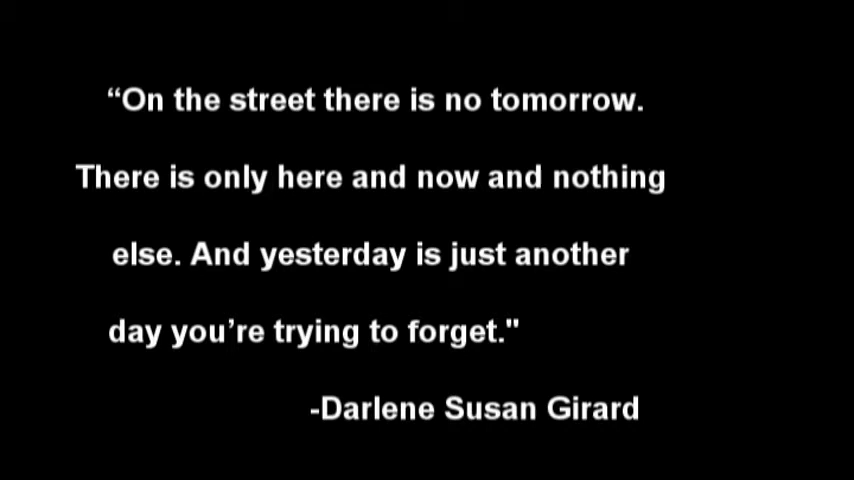 “On the street there is no tomorrow.
There is only here and now and nothing
else. And yesterday is just another
day you’re trying to forget."
-Darlene Susan Girard